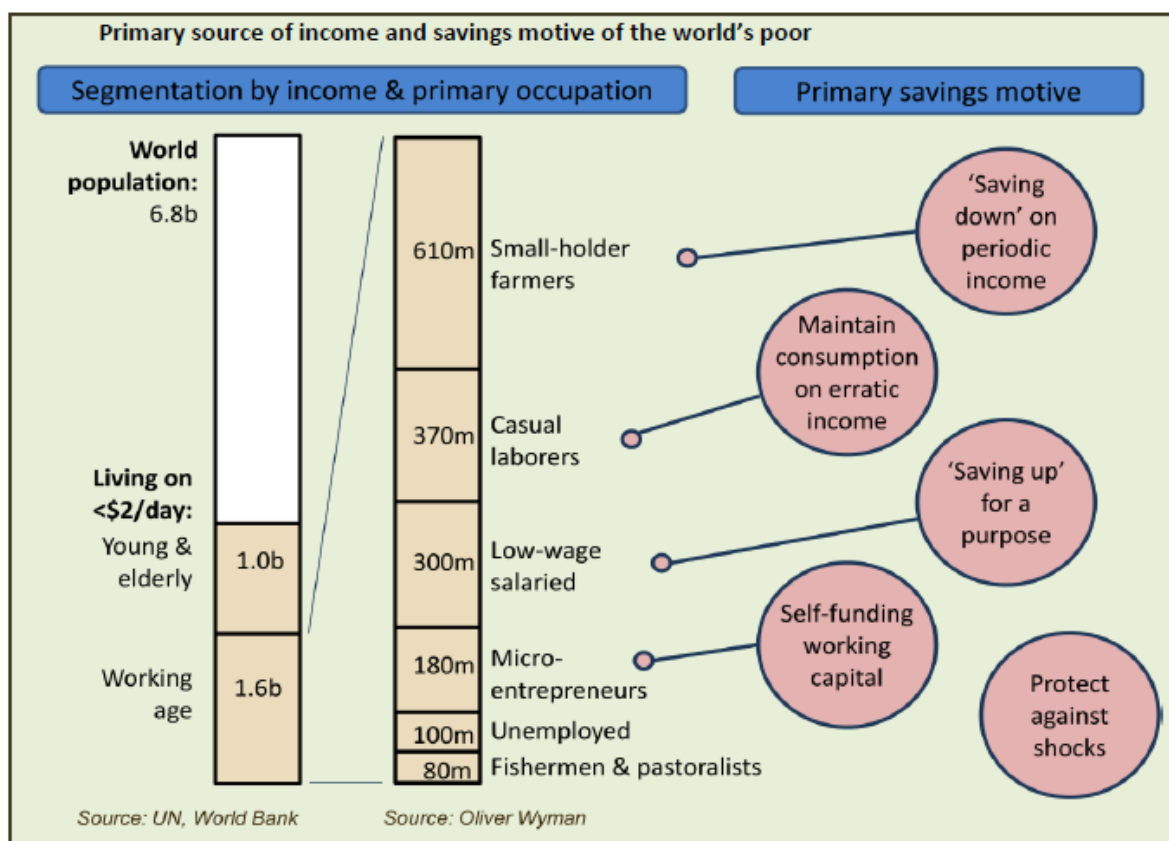 Primary source of income and savings motive of the world's poor
Segmentation by income & primary occupation
Primary savings motive
World
population:
6.8b
Living on
<$2/day:
Young &
elderly
1.0b
Working
age
1.6b
610m
Small-holder
farmers
370m
Casual
laborers
300m
Low-wage
salaried
180m
Micro-
entrepreneurs
100m
Unemployed
80m
Fishermen & pastoralists
'Saving
down' on
periodic
income
Maintain
consumption
on erratic
income
'Saving up'
for a
purpose
Self-funding
working
capital
Protect
against
shocks
Source: UN, World Bank
Source: Oliver Wyman